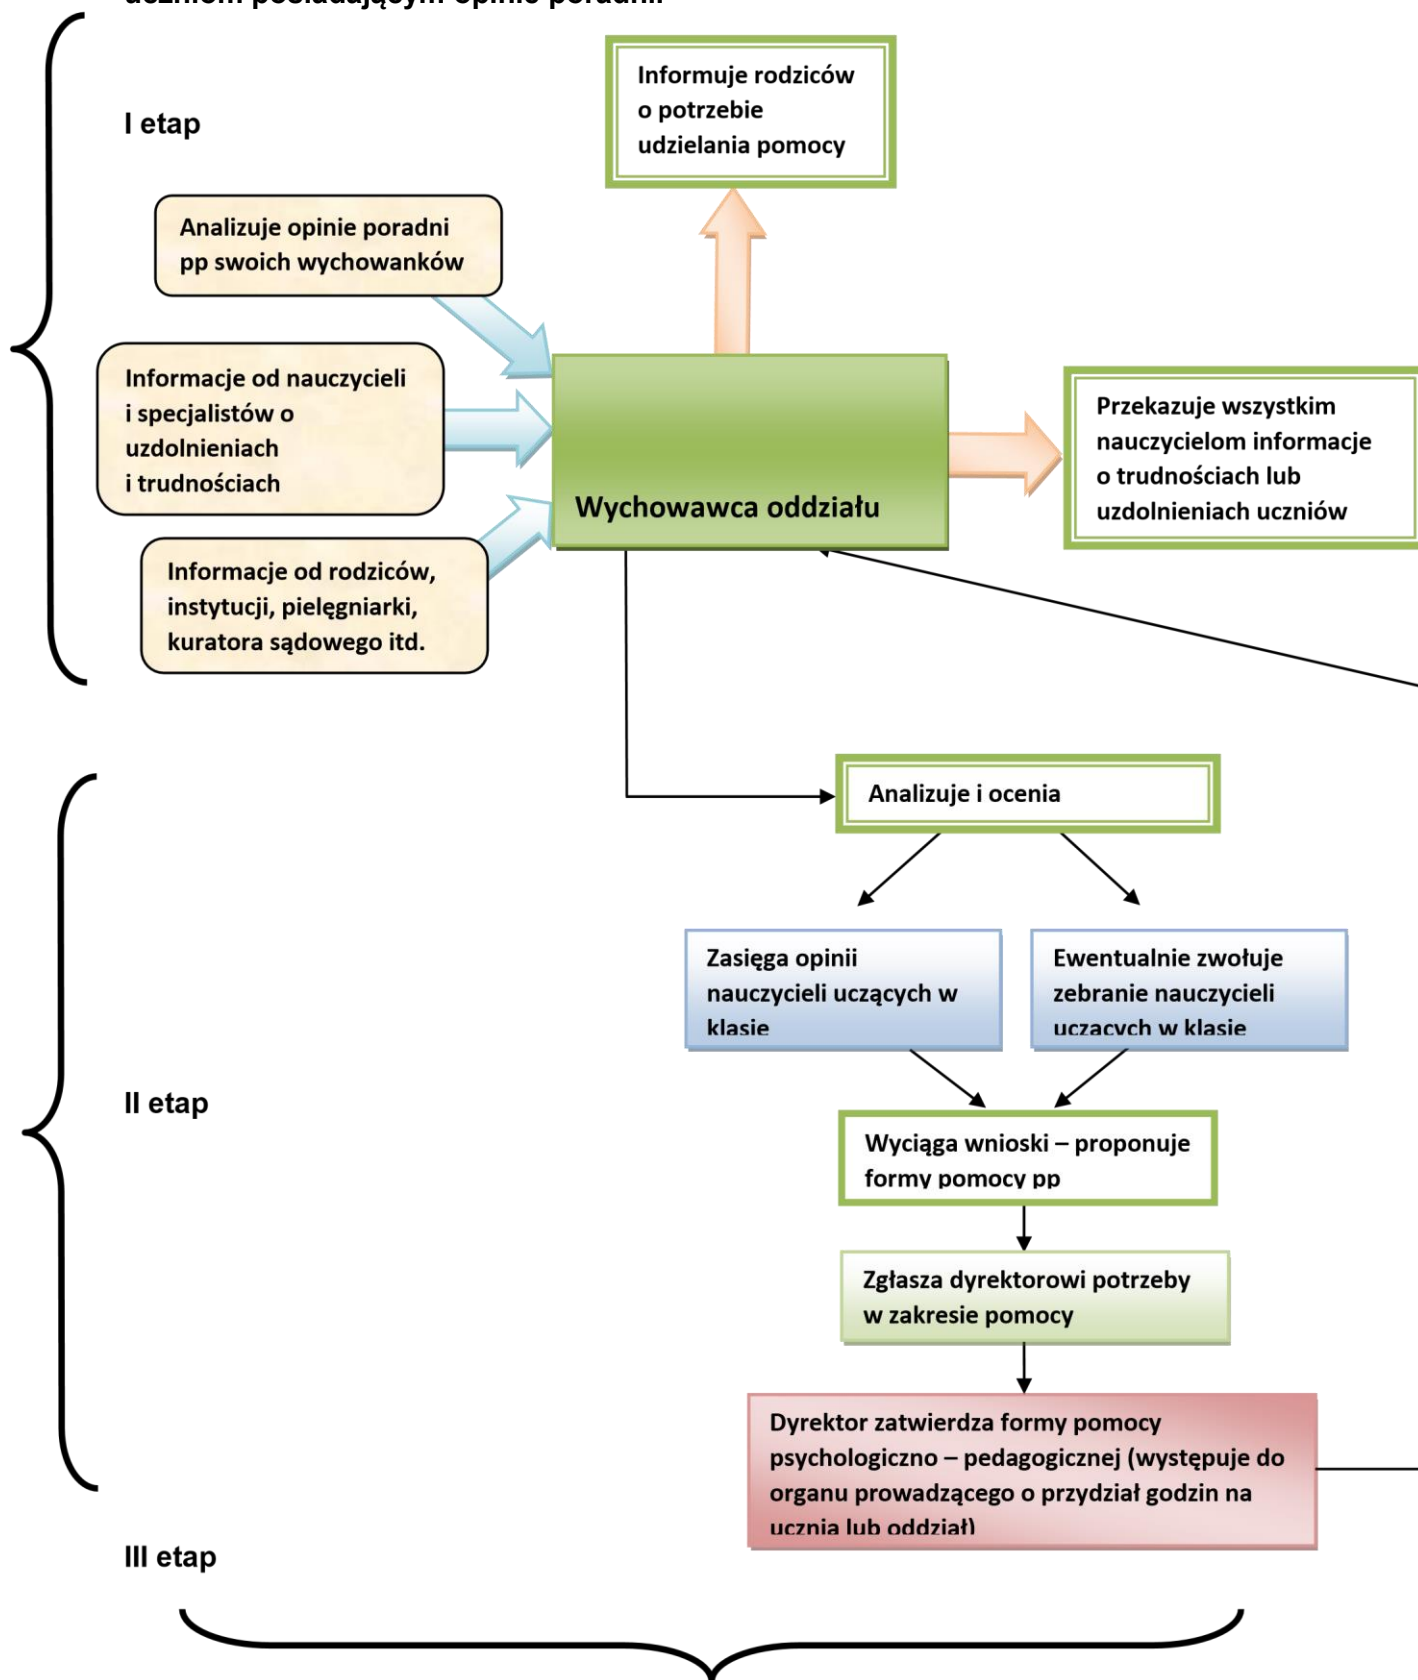 uczniom posiadającym opinie poradni:
Informuje rodziców
o potrzebie
udzielania pomocy
I etap
Analizuje opinie poradni
pp swoich wychowanków
Informacje od nauczycieli
i specjalistów o
uzdolnieniach
i trudnościach
Wychowawca oddziału
Przekazuje wszystkim
nauczycielom informacje
o trudnościach lub
uzdolnieniach uczniów
Informacje od rodziców,
instytucji, pielęgniarki,
kuratora sądowego itd.
Analizuje i ocenia
Zasięga opinii
nauczycieli uczących w
klasie
Ewentualnie zwołuje
zebranie nauczycieli
uczących w klasie
II etap
Wyciąga wnioski – proponuje
formy pomocy pp
Zgłasza dyrektorowi potrzeby
w zakresie pomocy
Dyrektor zatwierdza formy pomocy
psychologiczno – pedagogicznej (występuje do
organu prowadzącego o przydział godzin na
ucznia lub oddział)
III etap